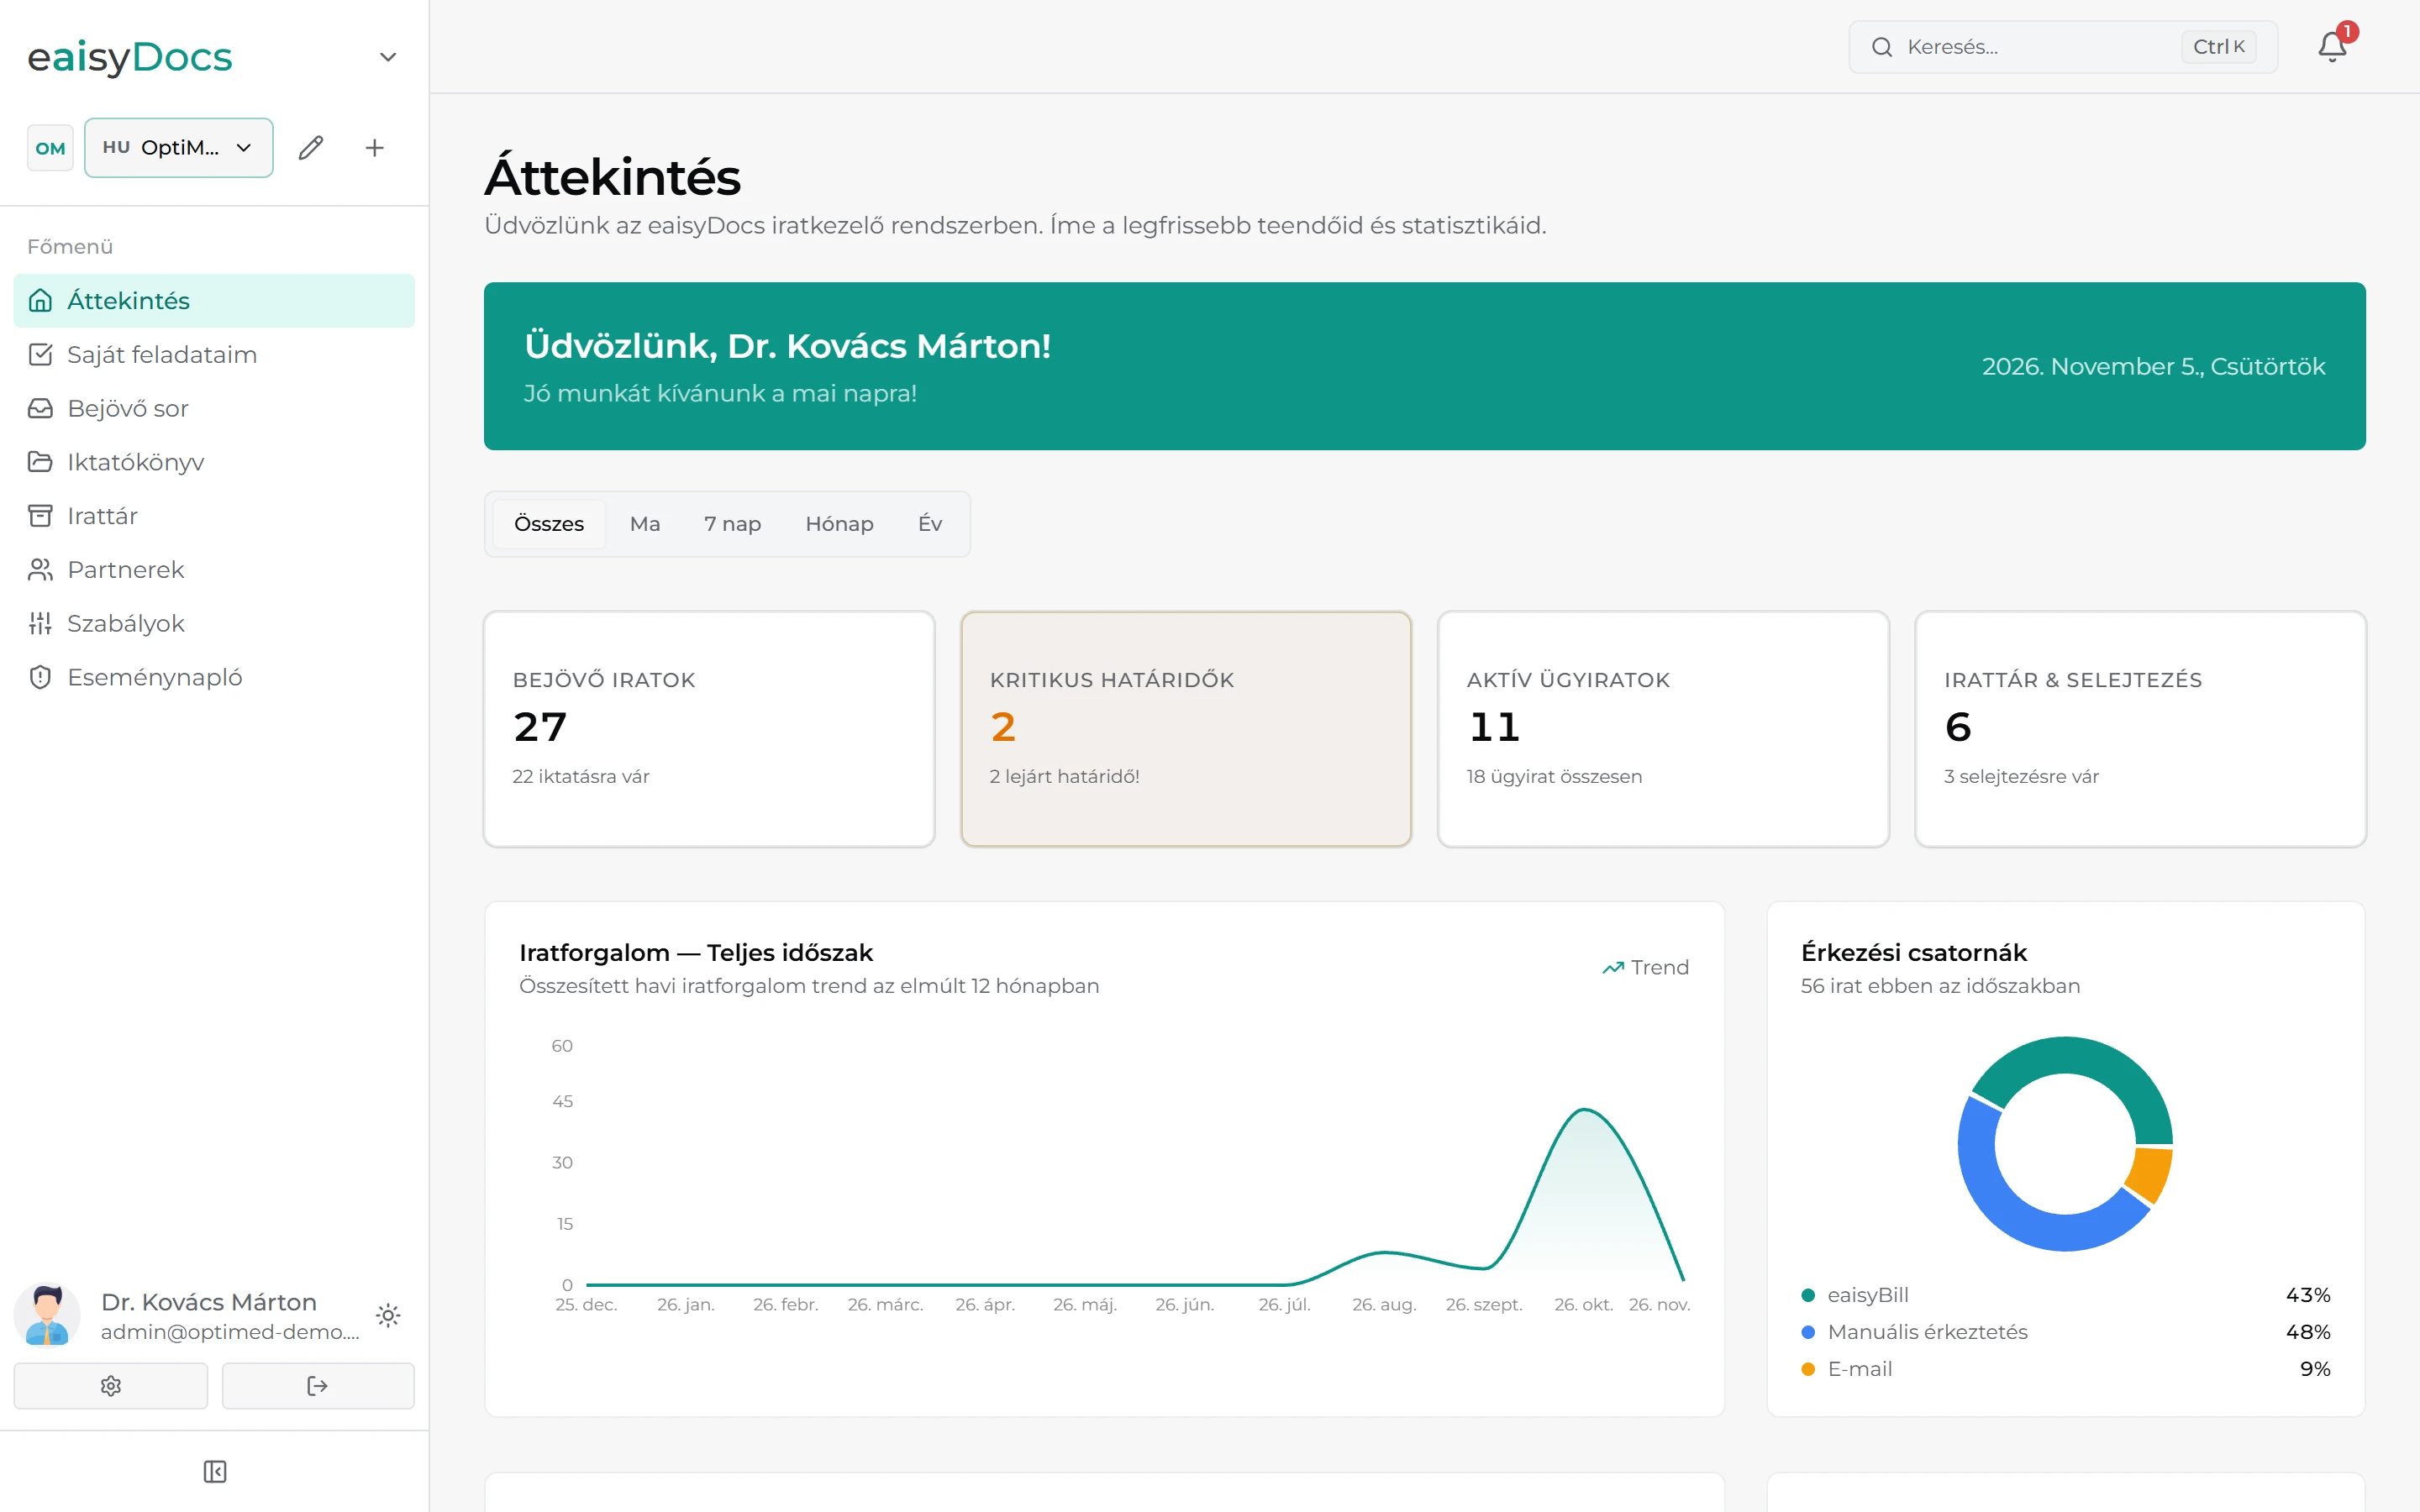 eaisyDocs
OM
HU OptiM...
Főmenü
Áttekintés
Saját feladataim
Bejövő sor
Iktatókönyv
Irattár
Partnerek
Szabályok
Eseménynapló
Dr. Kovács Márton
admin@optimed-demo....
Keresés...
Ctrl K
1
Áttekintés
Üdvözlünk az eaisyDocs iratkezelő rendszerben. Íme a legfrissebb teendőid és statisztikáid.
Üdvözlünk, Dr. Kovács Márton!
Jó munkát kívánunk a mai napra!
2026. November 5., Csütörtök
Összes Ma 7 nap Hónap Év
BEJÖVŐ IRATOK
27
22 iktatásra vár
KRITIKUS HATÁRIDŐK
2
2 lejárt határidő!
AKTÍV ÜGYIRATOK
11
18 ügyirat összesen
IRATTÁR & SELEJTEZÉS
6
3 selejtezésre vár
Iratforgalom — Teljes időszak
Összesített havi iratforgalom trend az elmúlt 12 hónapban
Trend
60
45
30
15
0
25. dec. 26. jan. 26. febr. 26. márc. 26. ápr. 26. máj. 26. jún. 26. júl. 26. aug. 26. szept. 26. okt. 26. nov.
Érkezési csatornák
56 irat ebben az időszakban
eaisyBill 43%
Manuális érkeztetés 48%
E-mail 9%